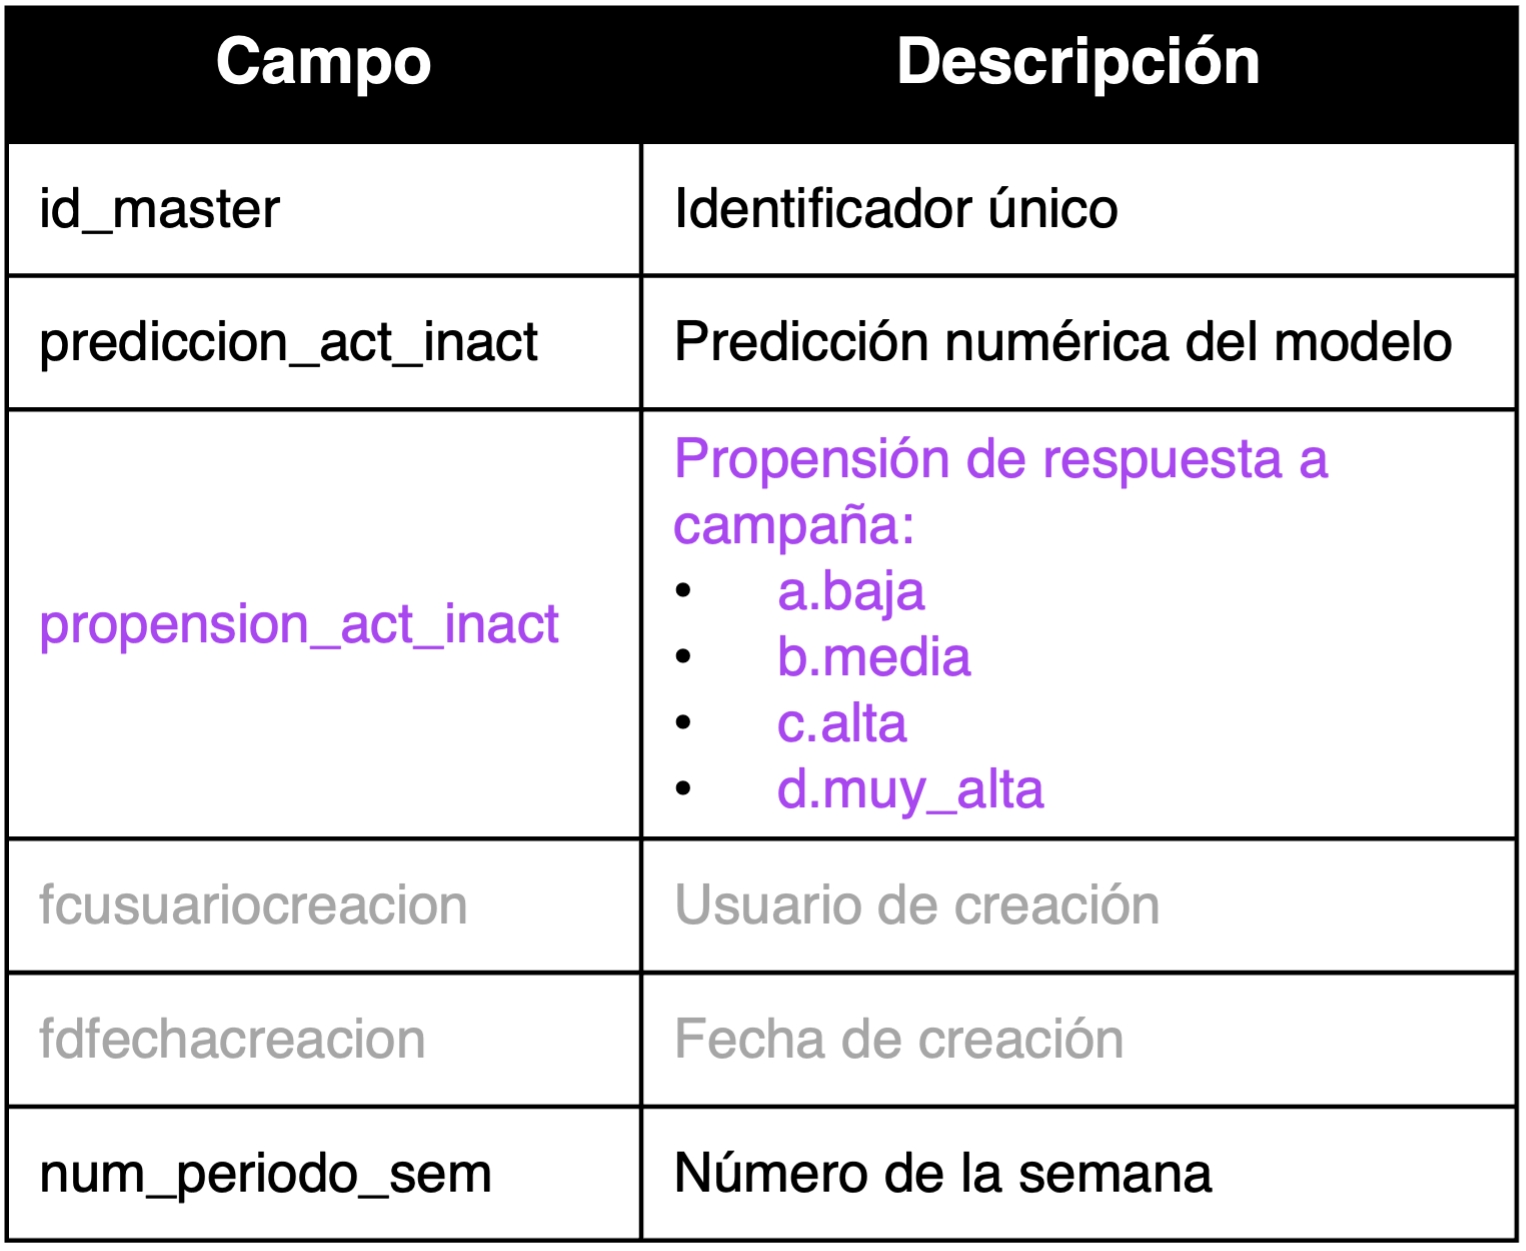 Campo Descripción
id_master Identificador único
prediccion_act_inact Predicción numérica del modelo
propension_act_inact
Propensión de respuesta a
campaña:
• a.baja
• b.media
• c.alta
• d.muy_alta
fcusuariocreacion Usuario de creación
fdfechacreacion Fecha de creación
num_periodo_sem Número de la semana